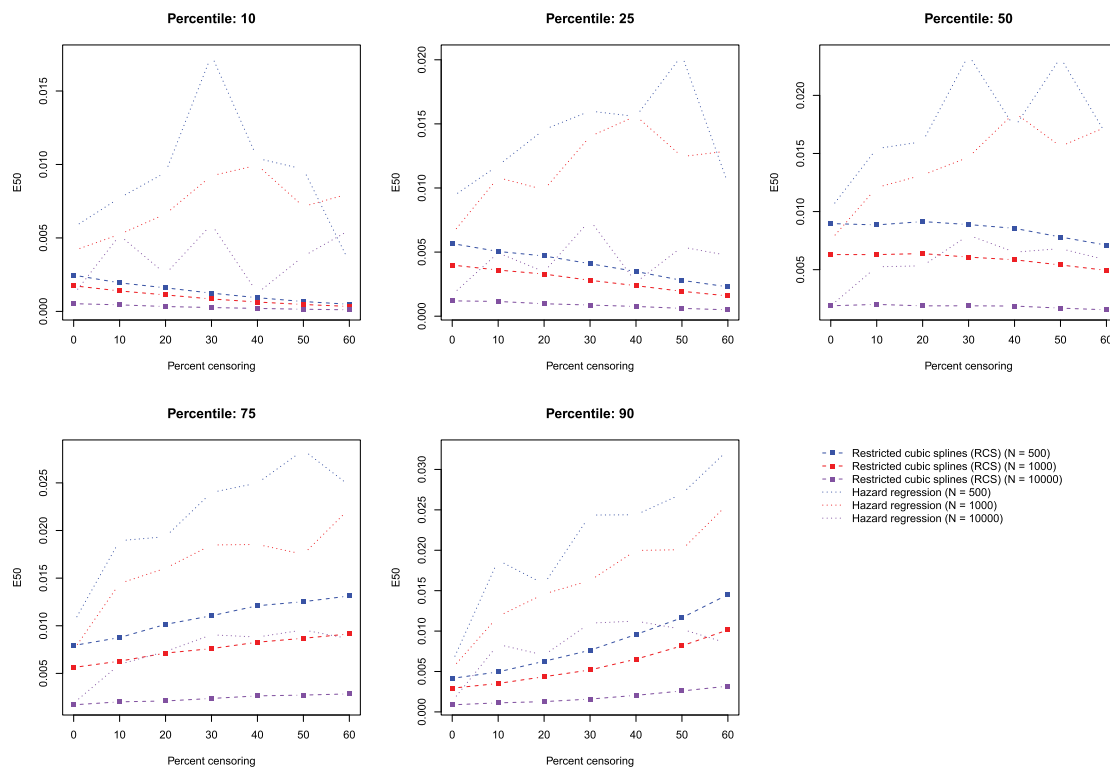 Percentile: 10
0.015
0.010
0.005
0.000
E50
0 10 20 30 40 50 60
Percent censoring
Percentile: 25
0.020
0.015
0.010
0.005
0.000
E50
0 10 20 30 40 50 60
Percent censoring
Percentile: 50
0.020
0.015
0.010
0.005
E50
0 10 20 30 40 50 60
Percent censoring
Percentile: 75
0.025
0.020
0.015
0.010
0.005
E50
0 10 20 30 40 50 60
Percent censoring
Percentile: 90
0.030
0.025
0.020
0.015
0.010
0.005
0.000
E50
0 10 20 30 40 50 60
Percent censoring
Restricted cubic splines (RCS) (N = 500)
Restricted cubic splines (RCS) (N = 1000)
Restricted cubic splines (RCS) (N = 10000)
Hazard regression (N = 500)
Hazard regression (N = 1000)
Hazard regression (N = 10000)